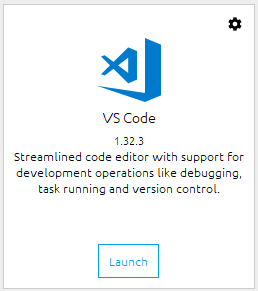 VS Code
1.32.3
Streamlined code editor with support for
development operations like debugging,
task running and version control.
Launch